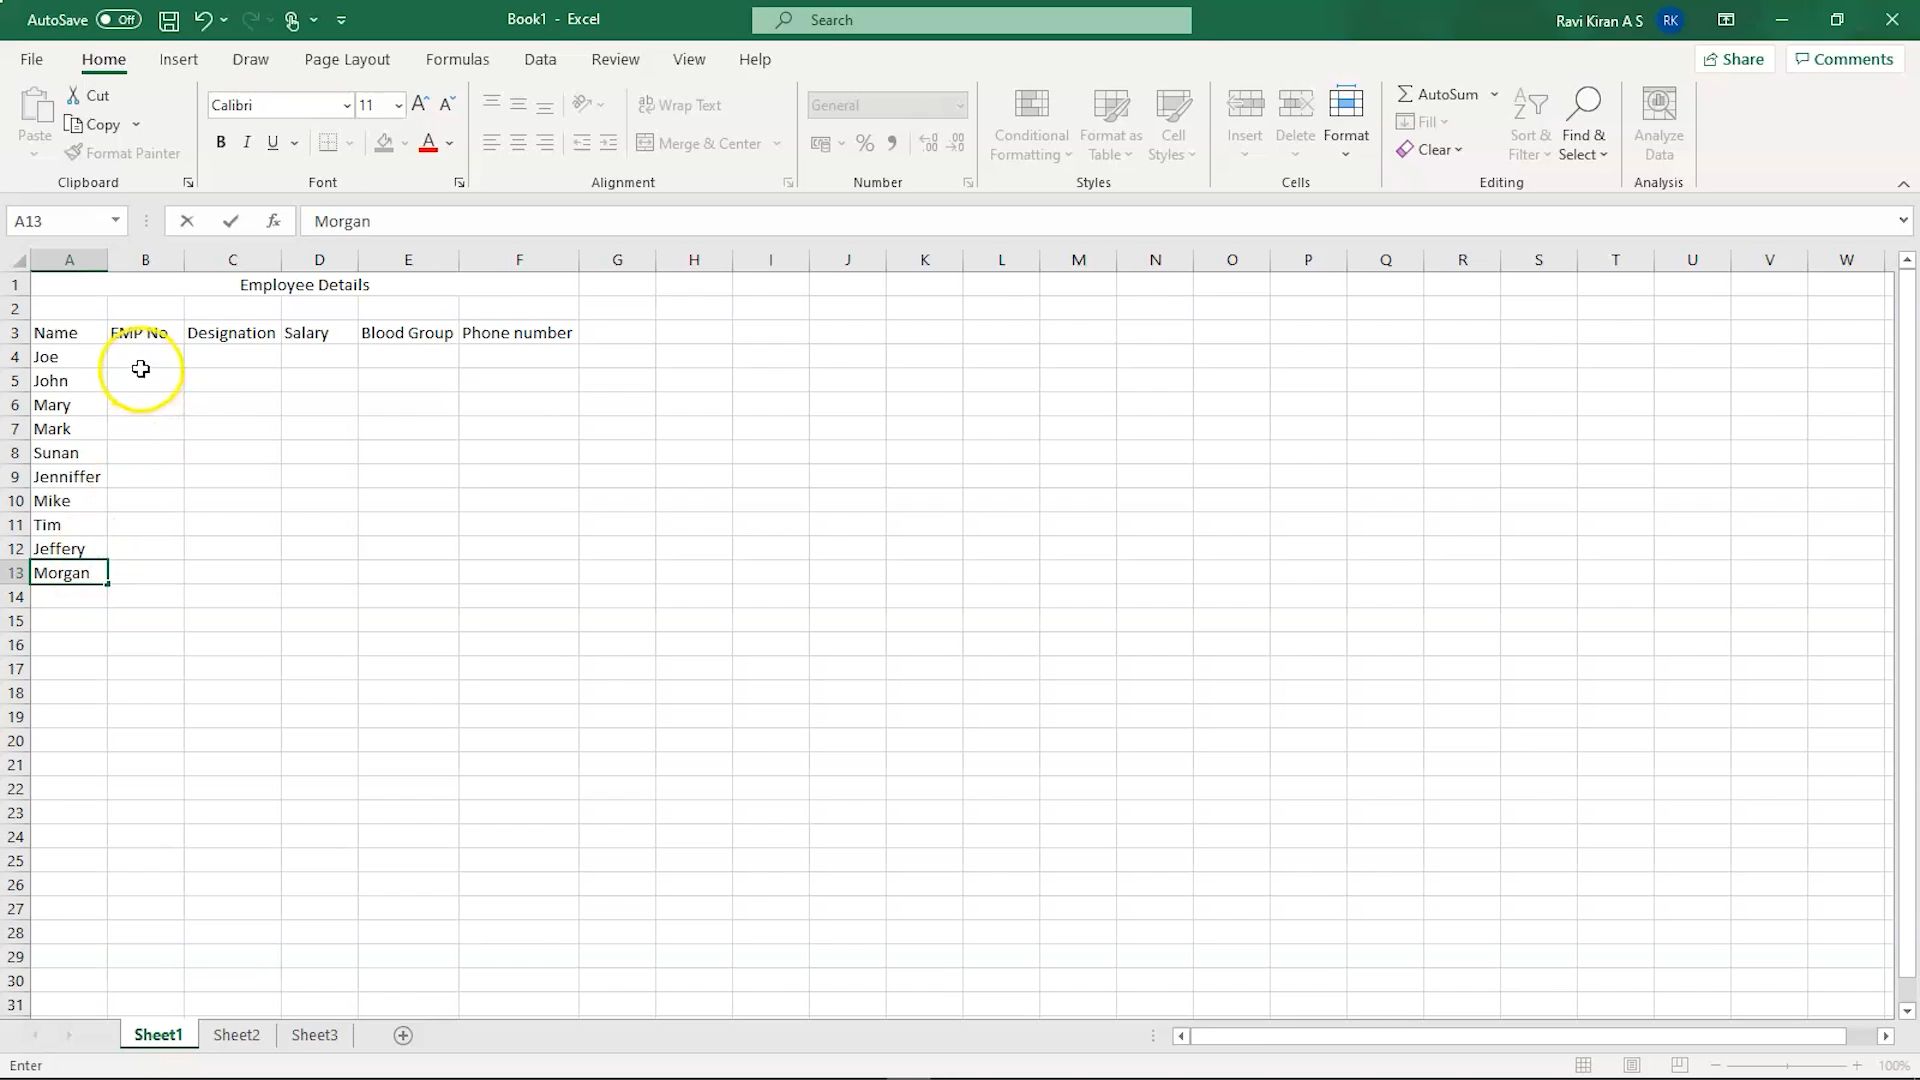 AutoSave Off Book1 - Excel Search Ravi Kiran A S RK
File Home Insert Draw Page Layout Formulas Data Review View Help Share Comments
Paste Cut Copy Format Painter Clipboard
Calibri 11 A A B I U A Font
ab Wrap Text Merge & Center Alignment
General % Number
Conditional Formatting Format as Table Cell Styles Styles
Insert Delete Format Cells
AutoSum Fill Clear Sort & Filter Find & Select Editing
Analyze Data Analysis
A13 fx Morgan
A B C D E F G H I J K L M N O P Q R S T U V W
1 Employee Details
2
3 Name EMP No Designation Salary Blood Group Phone number
4 Joe
5 John
6 Mary
7 Mark
8 Sunan
9 Jenniffer
10 Mike
11 Tim
12 Jeffery
13 Morgan
14
15
16
17
18
19
20
21
22
23
24
25
26
27
28
29
30
31
Sheet1 Sheet2 Sheet3
Enter 100%